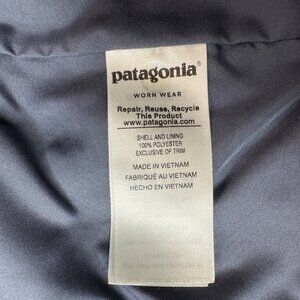 patagonia®
WORN WEAR
Repair, Reuse, Recycle
This Product
www.patagonia.com
SHELL AND LINING
100% POLYESTER
EXCLUSIVE OF TRIM
MADE IN VIETNAM
FABRIQUÉ AU VIETNAM
HECHO EN VIETNAM